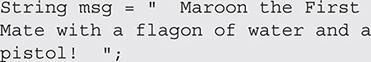 String msg = "  Maroon the First
Mate with a flagon of water and a
pistol!  ";